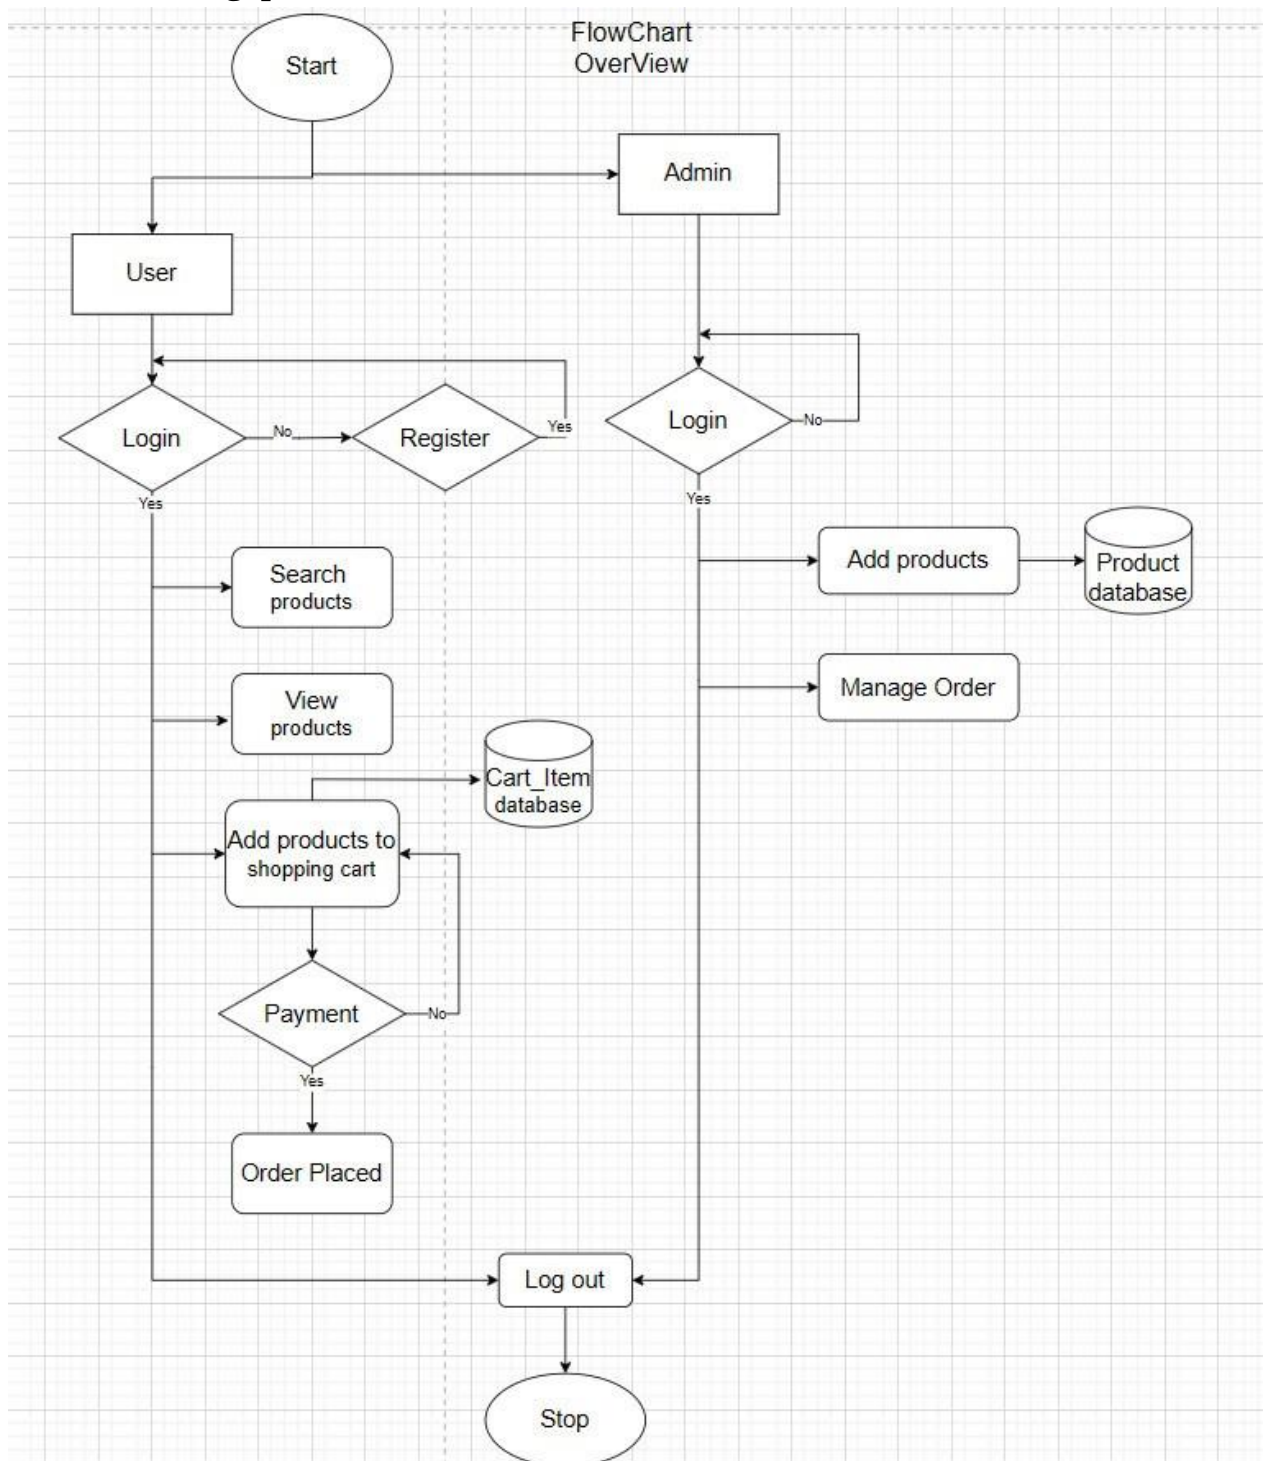 FlowChart
OverView
Start
Admin
User
Login
No
Register
Yes
Login
No
Yes
Yes
Search
products
Add products
Product
database
View
products
Manage Order
Cart_Item
database
Add products to
shopping cart
Payment
No
Yes
Order Placed
Log out
Stop